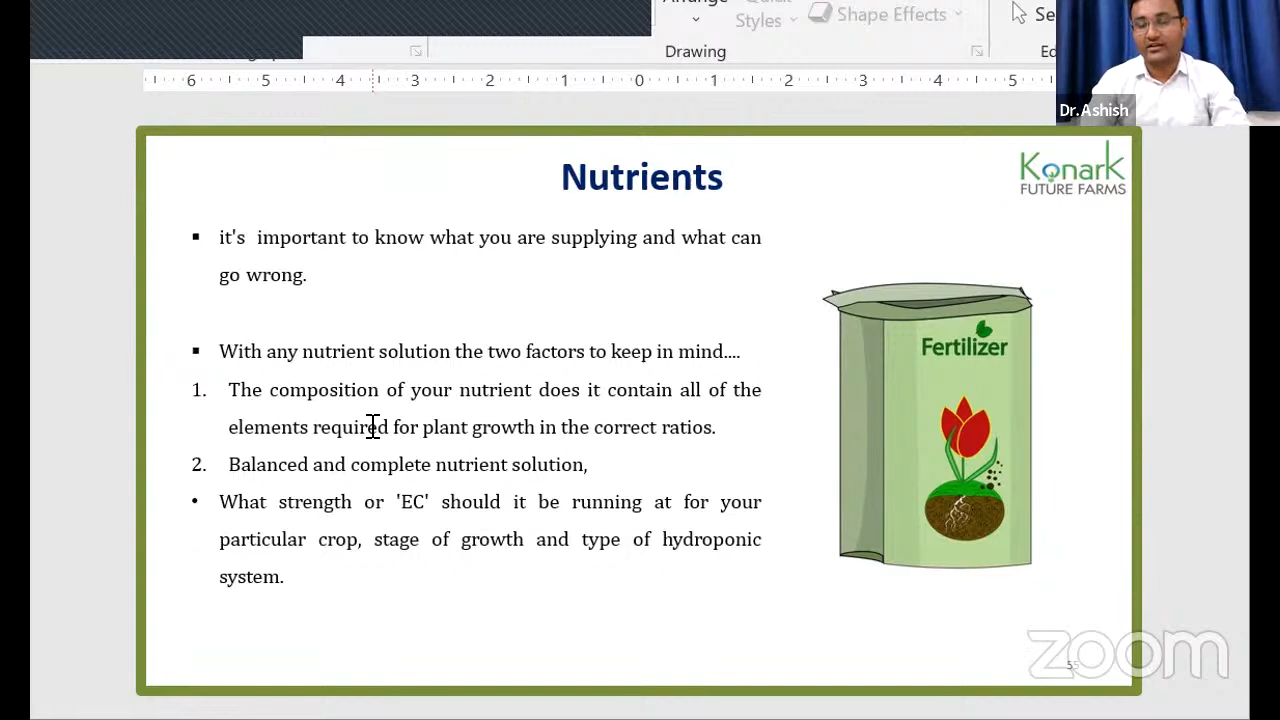 Styles
Shape Effects
Drawing
6 5 4 3 2 1 0 1 2 3 4 5
Dr.Ashish
Nutrients
Konark
FUTURE FARMS
▪ it's important to know what you are supplying and what can
go wrong.
▪ With any nutrient solution the two factors to keep in mind....
1. The composition of your nutrient does it contain all of the
elements required for plant growth in the correct ratios.
2. Balanced and complete nutrient solution,
• What strength or 'EC' should it be running at for your
particular crop, stage of growth and type of hydroponic
system.
Fertilizer
zoom